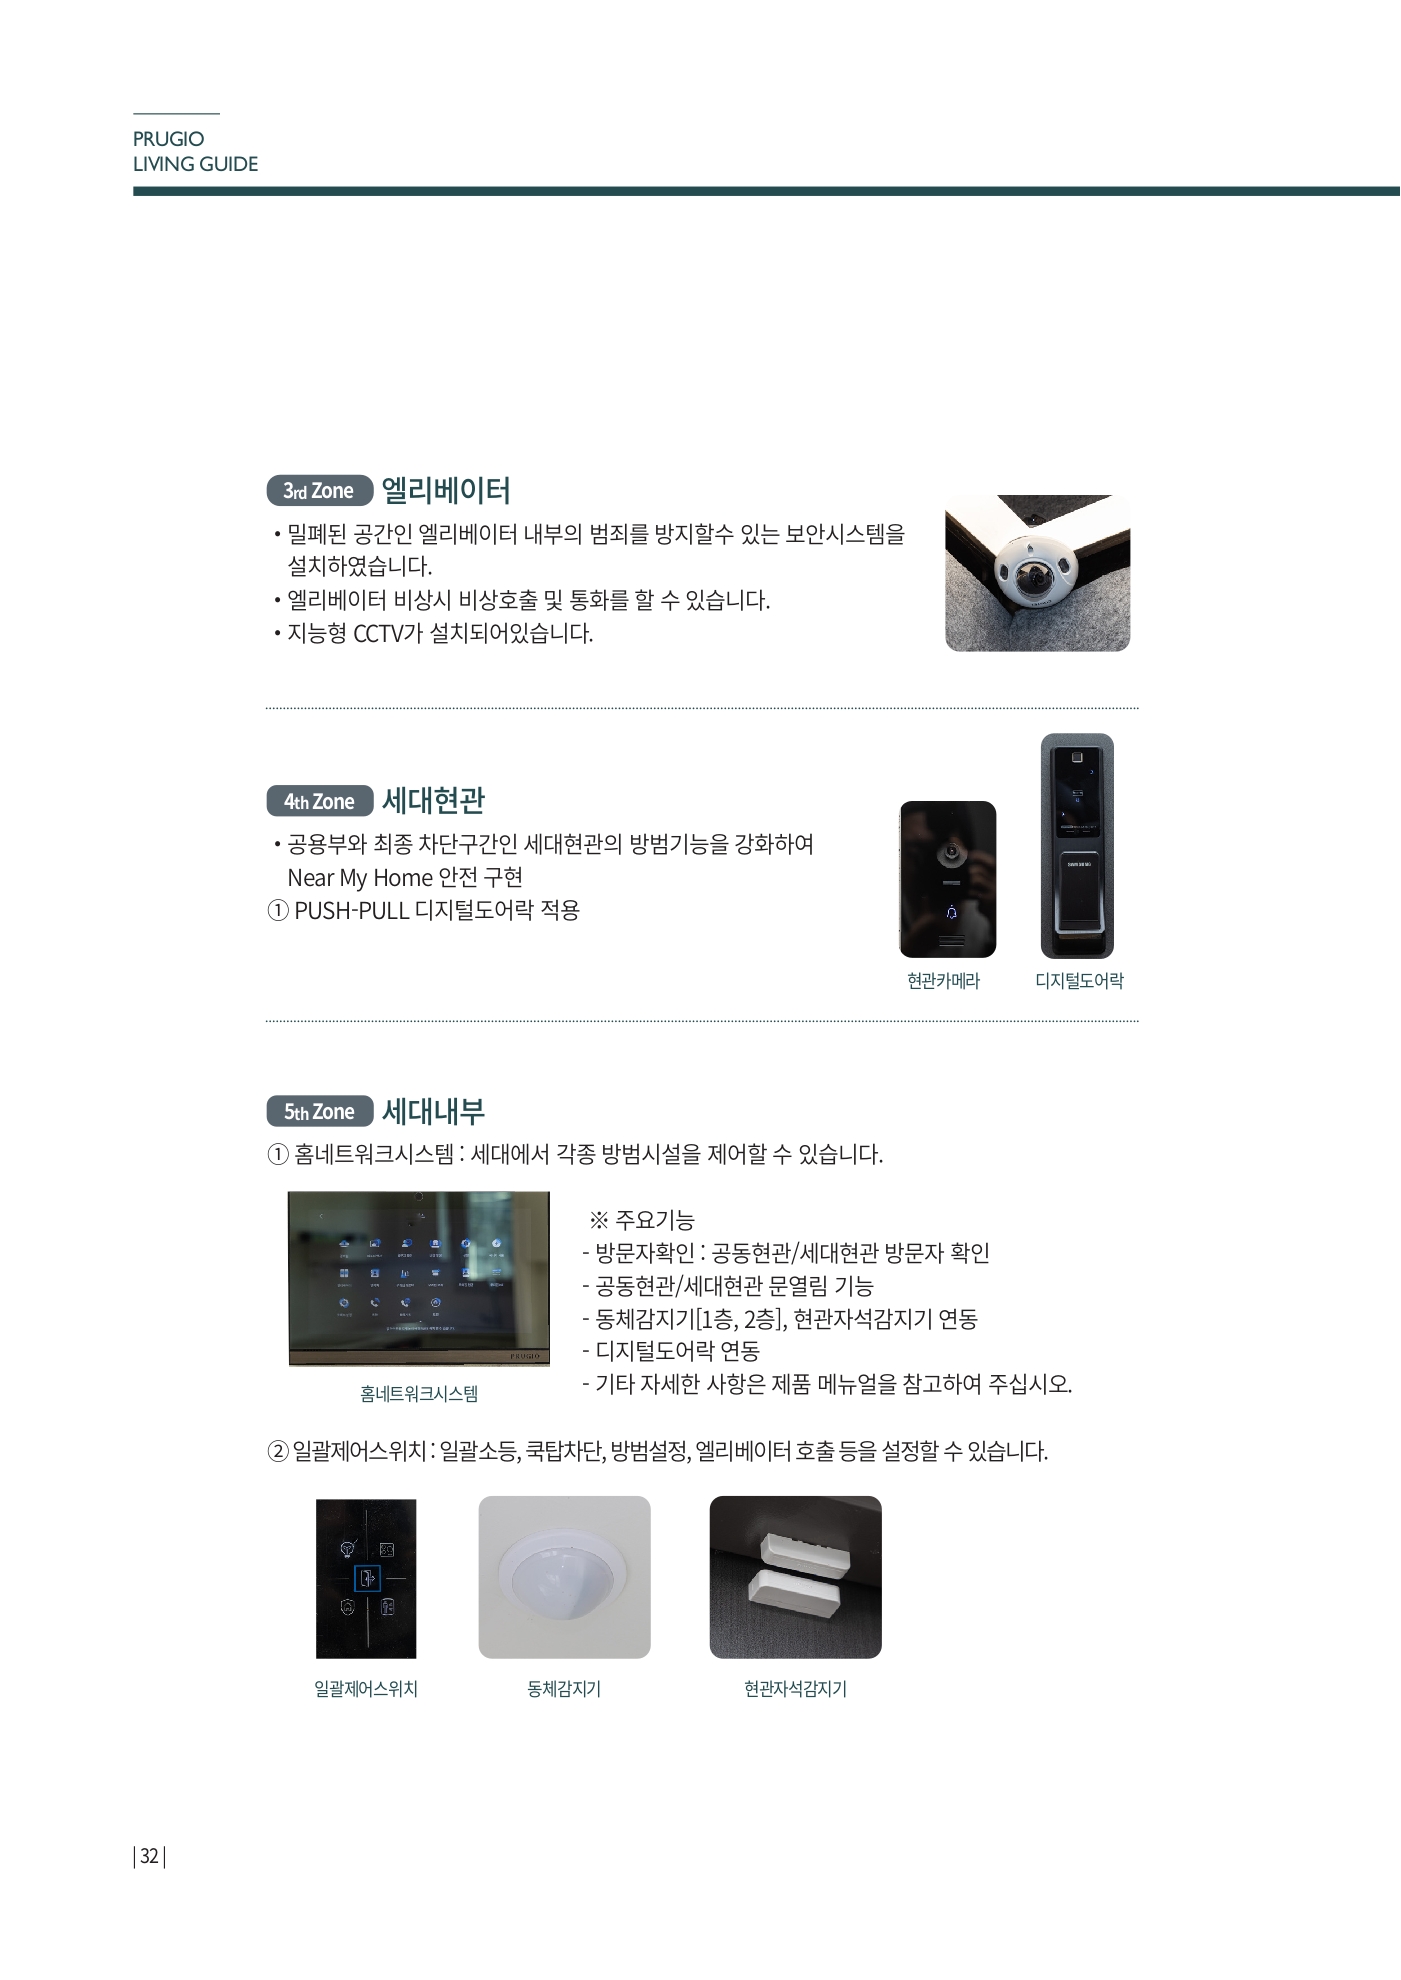 PRUGIO
LIVING GUIDE
3rd Zone 엘리베이터
• 밀폐된 공간인 엘리베이터 내부의 범죄를 방지할수 있는 보안시스템을
설치하였습니다.
• 엘리베이터 비상시 비상호출 및 통화를 할 수 있습니다.
• 지능형 CCTV가 설치되어있습니다.
4th Zone 세대현관
• 공용부와 최종 차단구간인 세대현관의 방범기능을 강화하여
Near My Home 안전 구현
① PUSH-PULL 디지털도어락 적용
SAMSUNG
현관카메라
디지털도어락
5th Zone 세대내부
① 홈네트워크시스템 : 세대에서 각종 방범시설을 제어할 수 있습니다.
PRUGIO
홈네트워크시스템
※ 주요기능
- 방문자확인 : 공동현관/세대현관 방문자 확인
- 공동현관/세대현관 문열림 기능
- 동체감지기[1층, 2층], 현관자석감지기 연동
- 디지털도어락 연동
- 기타 자세한 사항은 제품 메뉴얼을 참고하여 주십시오.
② 일괄제어스위치 : 일괄소등, 쿡탑차단, 방범설정, 엘리베이터 호출 등을 설정할 수 있습니다.
일괄제어스위치
동체감지기
현관자석감지기
| 32 |